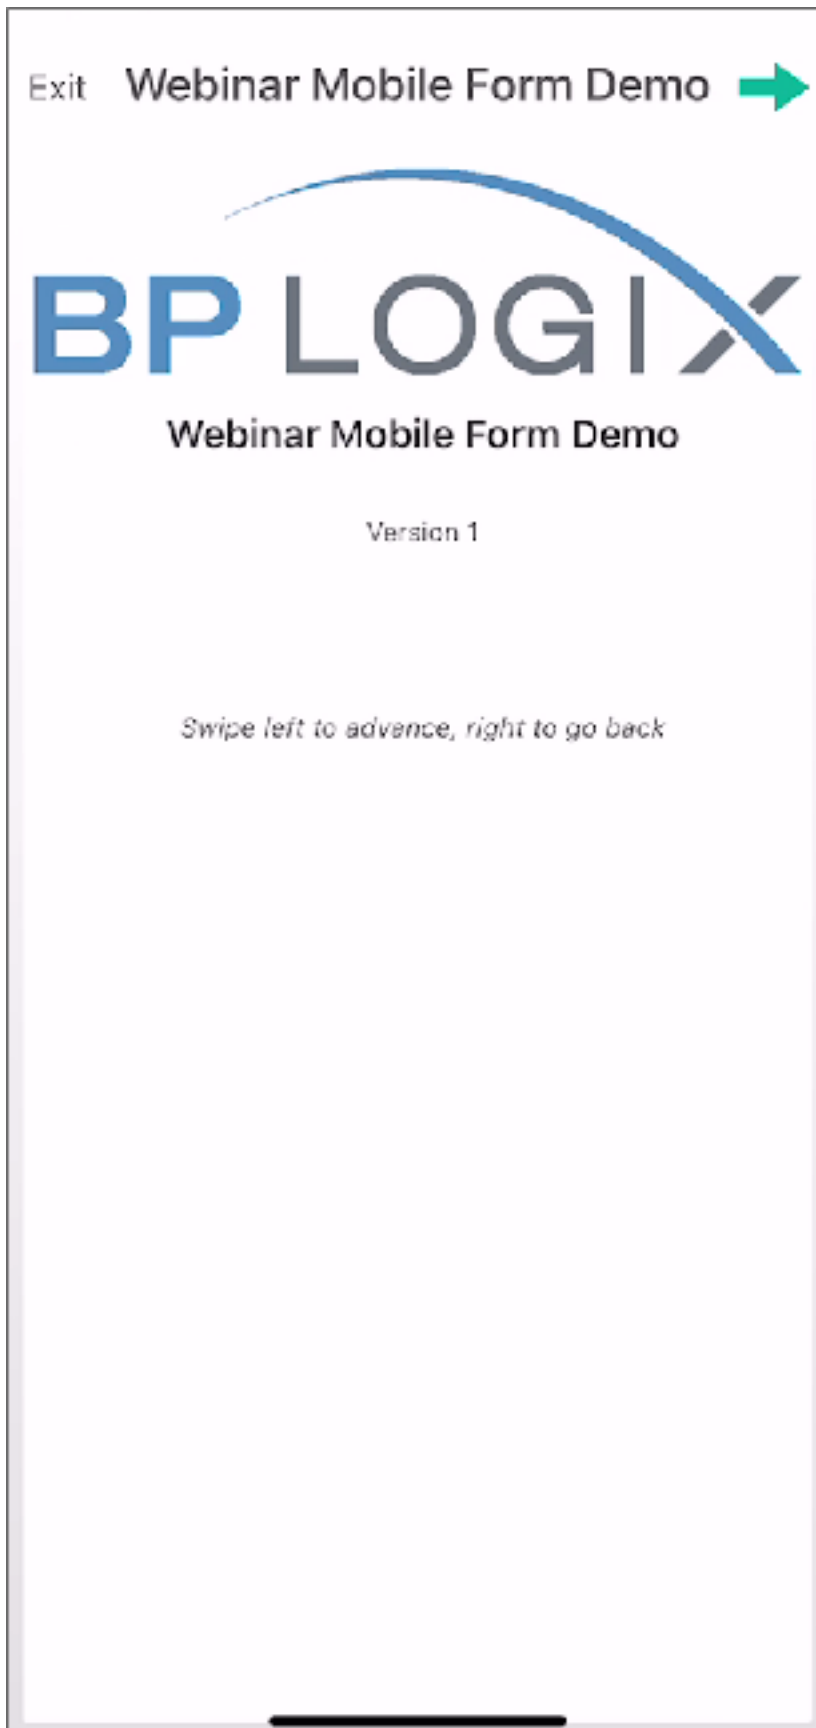 Exit Webinar Mobile Form Demo
BP LOGIX
Webinar Mobile Form Demo
Version 1
Swipe left to advance, right to go back